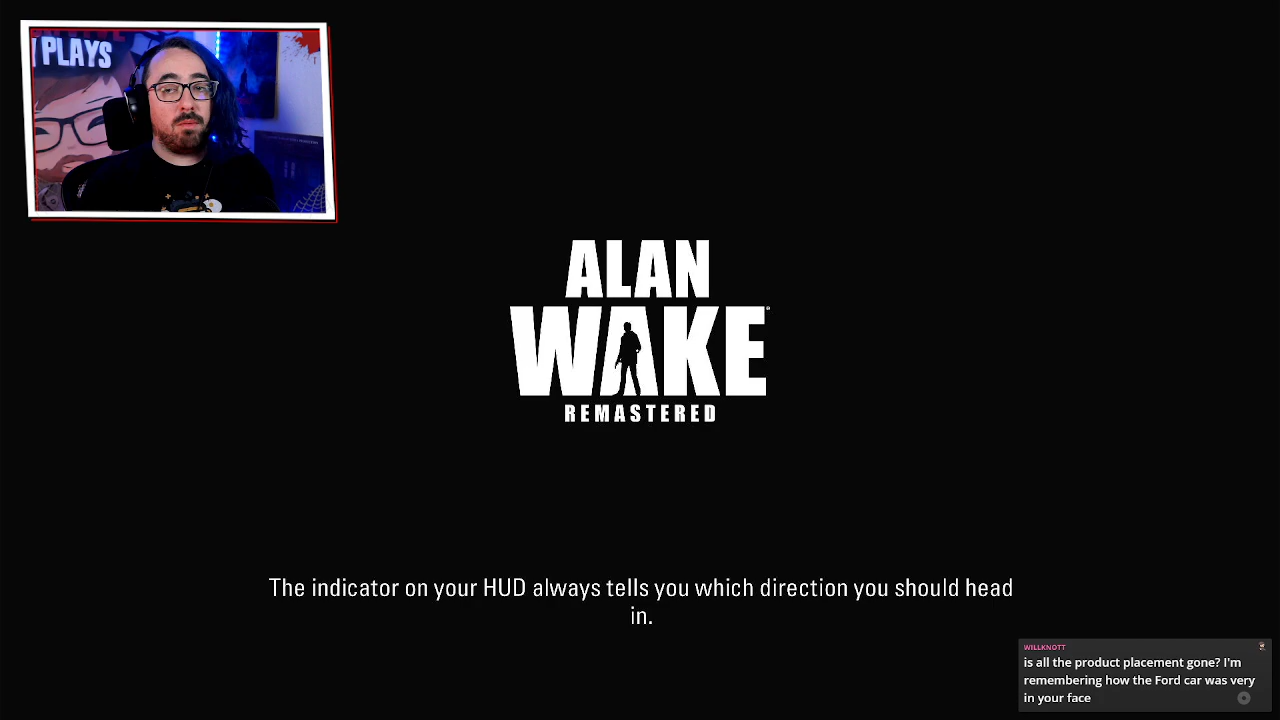 PLAYS
ALAN
WAKE
REMASTERED
The indicator on your HUD always tells you which direction you should head
in.
WILLKNOTT
is all the product placement gone? I'm
remembering how the Ford car was very
in your face